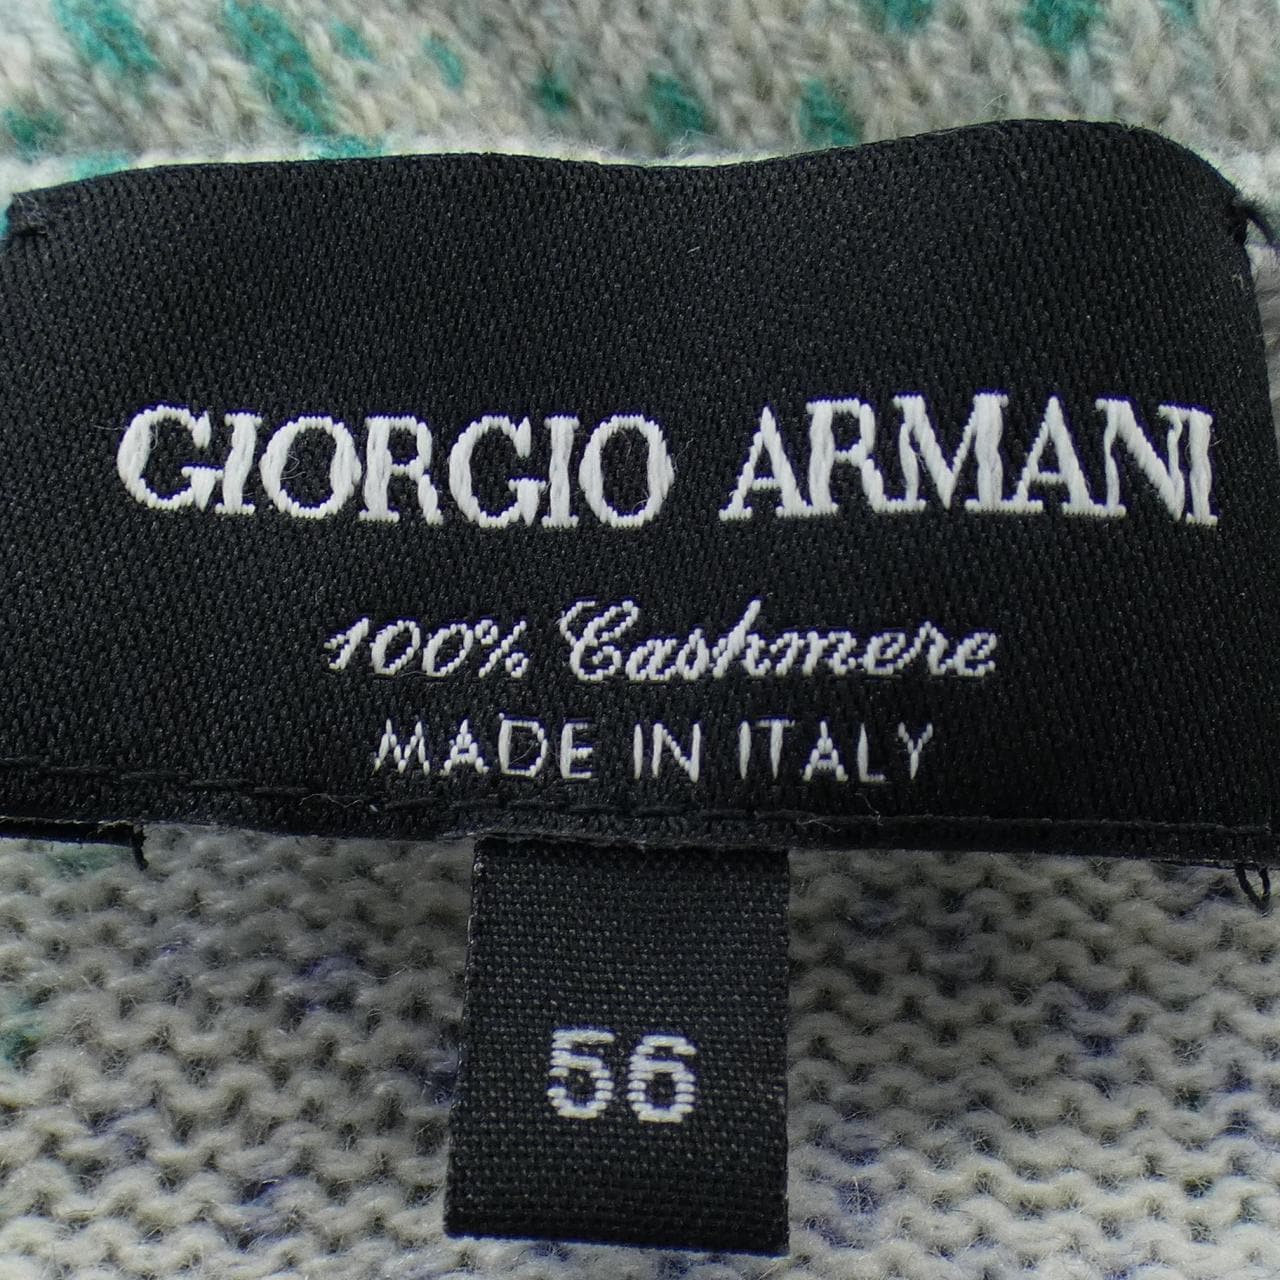 GIORGIO ARMANI
100% Cashmere
MADE IN ITALY
56